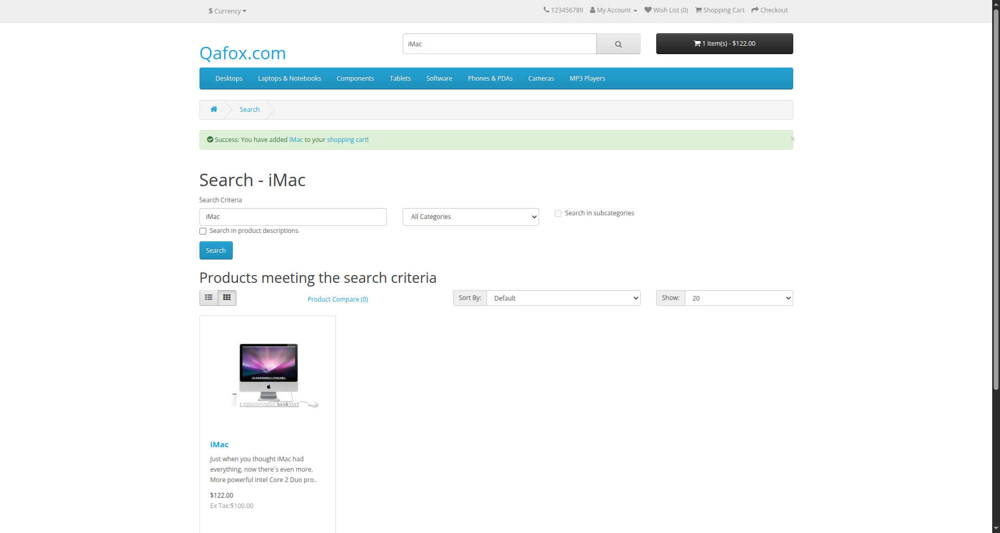 $ Currency
123456789 My Account Wish List (0) Shopping Cart Checkout
Qafox.com
iMac
1 item(s) - $122.00
Desktops Laptops & Notebooks Components Tablets Software Phones & PDAs Cameras MP3 Players
Search
Success: You have added iMac to your shopping cart!
×
Search - iMac
Search Criteria
iMac
All Categories
Search in subcategories
Search in product descriptions
Search
Products meeting the search criteria
Product Compare (0)
Sort By: Default
Show: 20
iMac
Just when you thought iMac had
everything, now there´s even more.
More powerful Intel Core 2 Duo pro..
$122.00
Ex Tax:$100.00